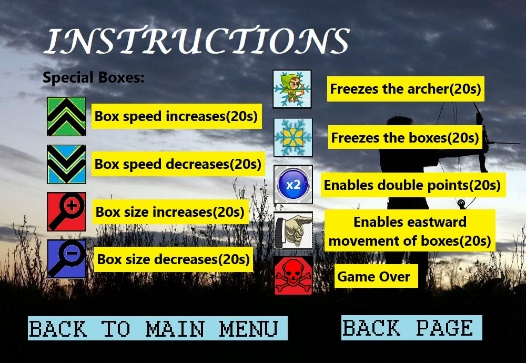 INSTRUCTIONS
Special Boxes:
Box speed increases(20s)
Box speed decreases(20s)
Box size increases(20s)
Box size decreases(20s)
Freezes the archer(20s)
Freezes the boxes(20s)
x2
Enables double points(20s)
Enables eastward
movement of boxes(20s)
Game Over
BACK TO MAIN MENU
BACK PAGE